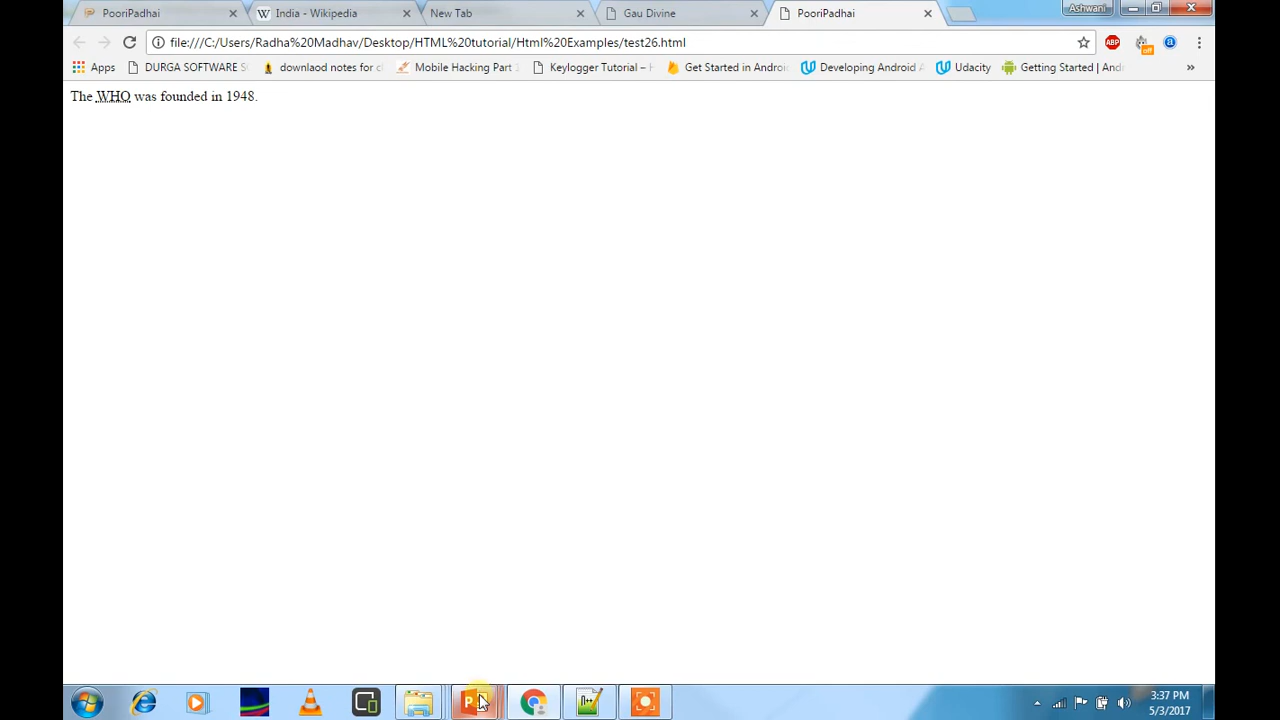 PooriPadhai
India - Wikipedia
New Tab
Gau Divine
PooriPadhai
Ashwani
file:///C:/Users/Radha%20Madhav/Desktop/HTML%20tutorial/Html%20Examples/test26.html
ABP
off
a
Apps
DURGA SOFTWARE S
downlaod notes for c
Mobile Hacking Part
Keylogger Tutorial –
Get Started in Androi
Developing Android
Udacity
Getting Started | And
»
The WHO was founded in 1948.
3:37 PM
5/3/2017